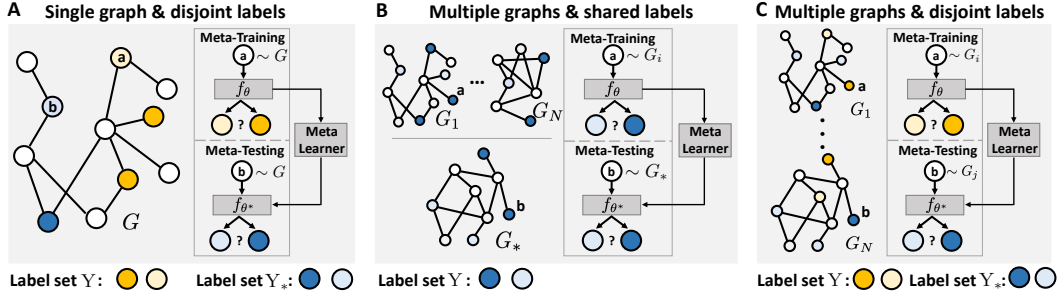 A Single graph & disjoint labels
a
b
G
Meta-Training
a ∼ G
fθ
?
Meta Learner
Meta-Testing
b ∼ G
fθ*
?
Label set Y:
Label set Y*:
B Multiple graphs & shared labels
a
...
G1
GN
b
G*
Meta-Training
a ∼ Gi
fθ
?
Meta Learner
Meta-Testing
b ∼ G*
fθ*
?
Label set Y:
C Multiple graphs & disjoint labels
a
G1
b
GN
Meta-Training
a ∼ Gi
fθ
?
Meta Learner
Meta-Testing
b ∼ Gj
fθ*
?
Label set Y:
Label set Y*: